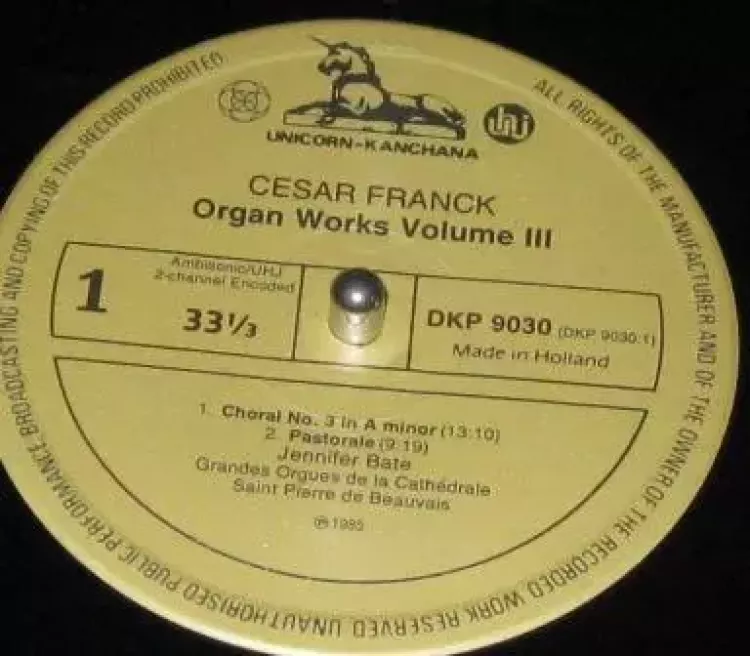 UNICORN-KANCHANA
uhj
CESAR FRANCK
Organ Works Volume III
1
Ambisonic/UHJ
2-channel Encoded
33⅓
DKP 9030 (DKP 9030:1)
Made in Holland
1. Choral No. 3 in A minor (13:10)
2. Pastorale (9:19)
Jennifer Bate
Grandes Orgues de la Cathédrale
Saint Pierre de Beauvais
℗ 1985
ALL RIGHTS OF THE MANUFACTURER AND OF THE OWNER OF THE RECORDED WORK RESERVED UNAUTHORISED PUBLIC PERFORMANCE BROADCASTING AND COPYING OF THIS RECORD PROHIBITED